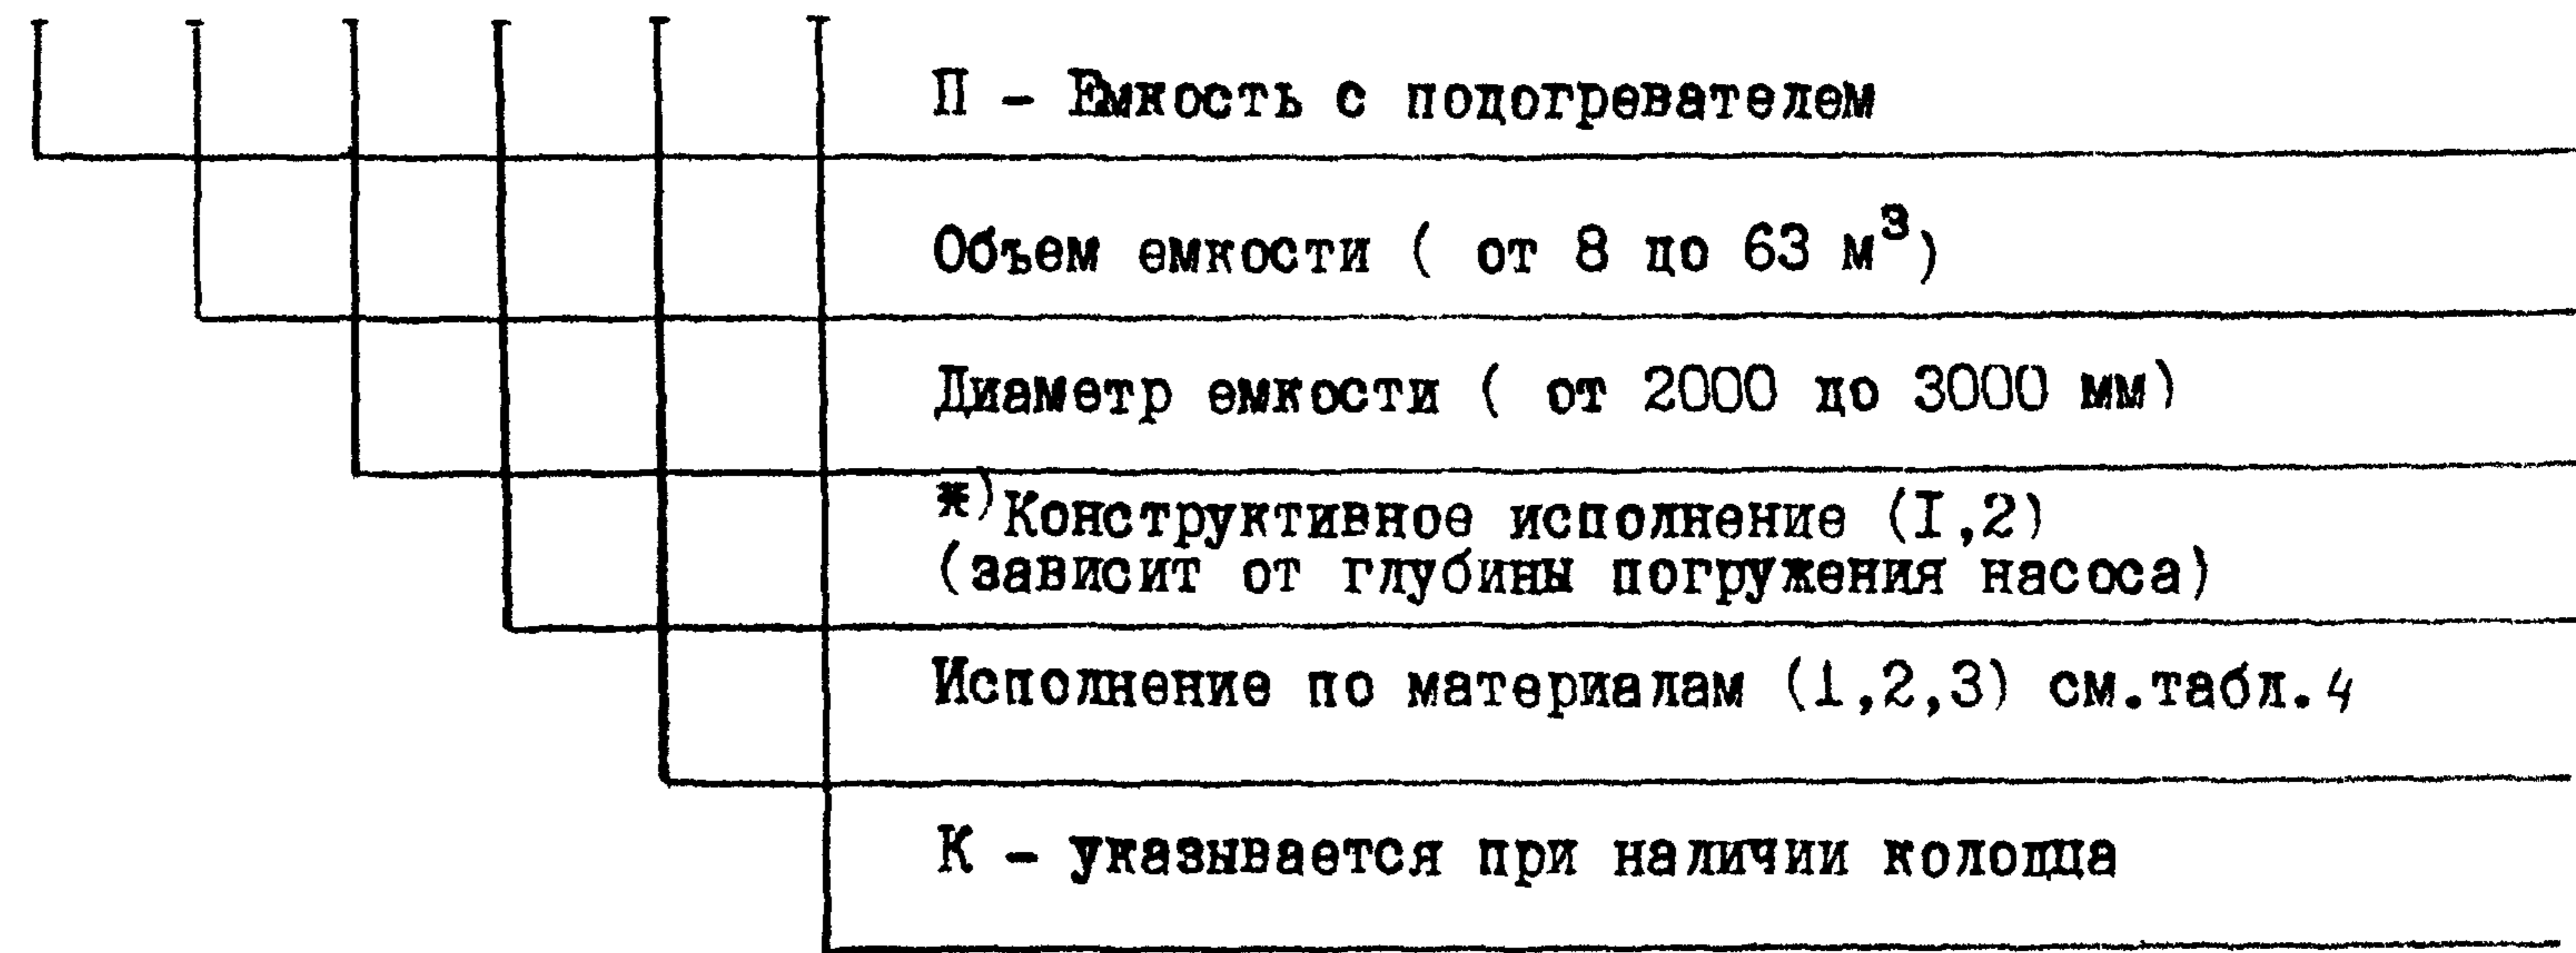 П - Емкость с подогревателем
Объем емкости ( от 8 до 63 м³)
Диаметр емкости ( от 2000 до 3000 мм)
*)Конструктивное исполнение (I,2)
(зависит от глубины погружения насоса)
Исполнение по материалам (1,2,3) см.табл.4
К - указывается при наличии колодца